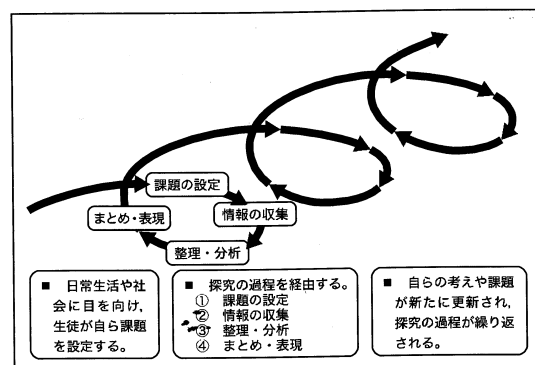 課題の設定
まとめ・表現
情報の収集
整理・分析
■ 日常生活や社
会に目を向け,
生徒が自ら課題
を設定する。
■ 探究の過程を経由する。
① 課題の設定
② 情報の収集
③ 整理・分析
④ まとめ・表現
■ 自らの考えや課題
が新たに更新され,
探究の過程が繰り返
される。